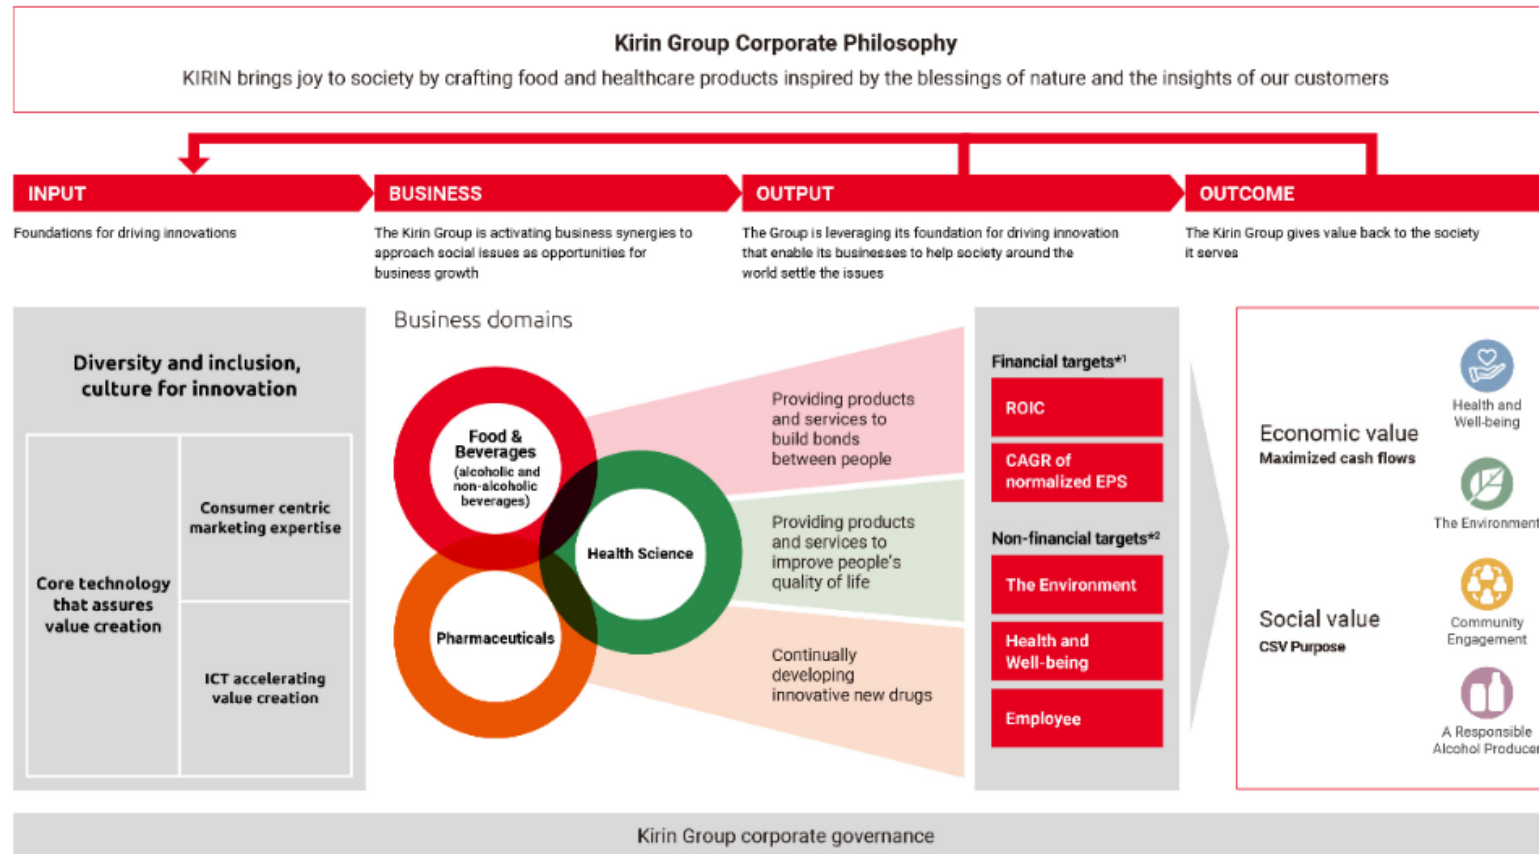 Kirin Group Corporate Philosophy
KIRIN brings joy to society by crafting food and healthcare products inspired by the blessings of nature and the insights of our customers
INPUT
BUSINESS
OUTPUT
OUTCOME
Foundations for driving innovations
The Kirin Group is activating business synergies to
approach social issues as opportunities for
business growth
The Group is leveraging its foundation for driving innovation
that enable its businesses to help society around the
world settle the issues
The Kirin Group gives value back to the society
it serves
Diversity and inclusion,
culture for innovation
Core technology
that assures
value creation
Consumer centric
marketing expertise
ICT accelerating
value creation
Business domains
Food &
Beverages
(alcoholic and
non-alcoholic
beverages)
Health Science
Pharmaceuticals
Providing products
and services to
build bonds
between people
Providing products
and services to
improve people's
quality of life
Continually
developing
innovative new drugs
Financial targets*1
ROIC
CAGR of
normalized EPS
Non-financial targets*2
The Environment
Health and
Well-being
Employee
Economic value
Maximized cash flows
Social value
CSV Purpose
Health and
Well-being
The Environment
Community
Engagement
A Responsible
Alcohol Producer
Kirin Group corporate governance